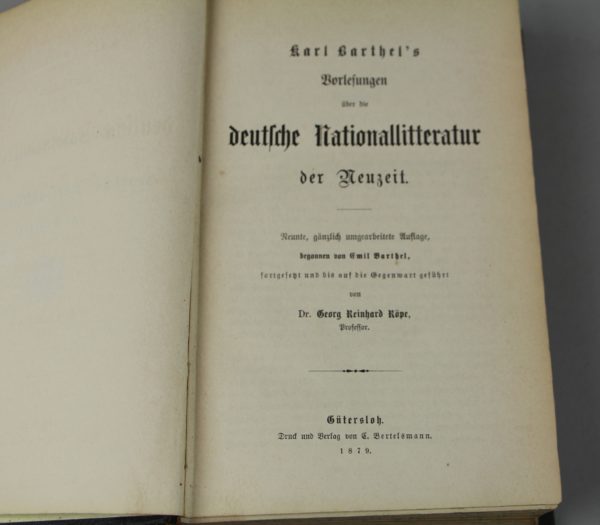 Karl Barthel's
Vorlesungen
über die
deutsche Nationallitteratur
der Neuzeit.
Neunte, gänzlich umgearbeitete Auflage,
begonnen von Emil Barthel,
fortgesetzt und bis auf die Gegenwart geführt
von
Dr. Georg Reinhard Röpe,
Professor.
Gütersloh.
Druck und Verlag von C. Bertelsmann.
1879.